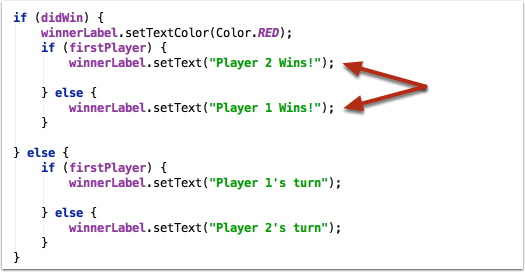 if (didWin) {
    winnerLabel.setTextColor(Color.RED);
    if (firstPlayer) {
        winnerLabel.setText("Player 2 Wins!");
    } else {
        winnerLabel.setText("Player 1 Wins!");
    }
} else {
    if (firstPlayer) {
        winnerLabel.setText("Player 1's turn");
    } else {
        winnerLabel.setText("Player 2's turn");
    }
}